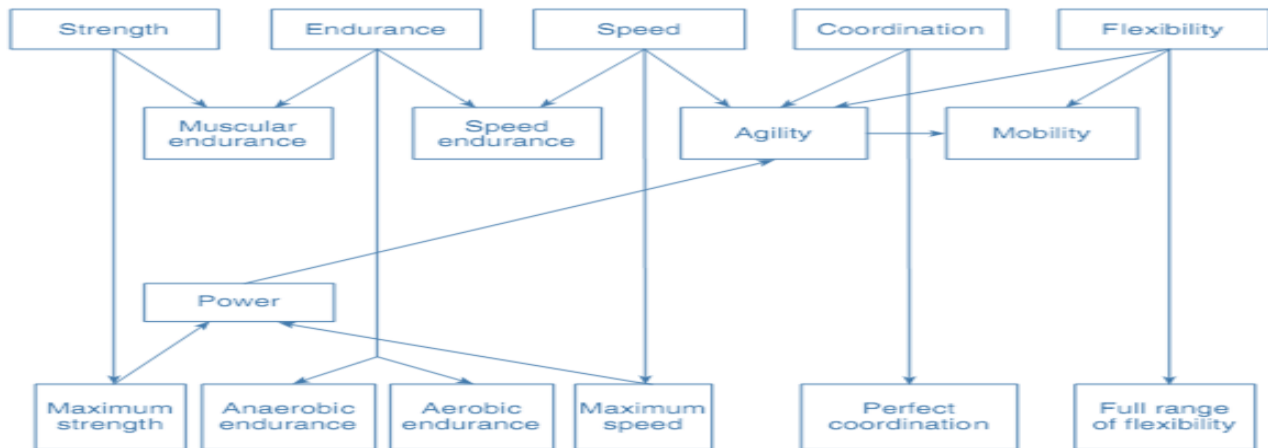 Strength
Endurance
Speed
Coordination
Flexibility
Muscular
endurance
Speed
endurance
Agility
Mobility
Power
Maximum
strength
Anaerobic
endurance
Aerobic
endurance
Maximum
speed
Perfect
coordination
Full range
of flexibility